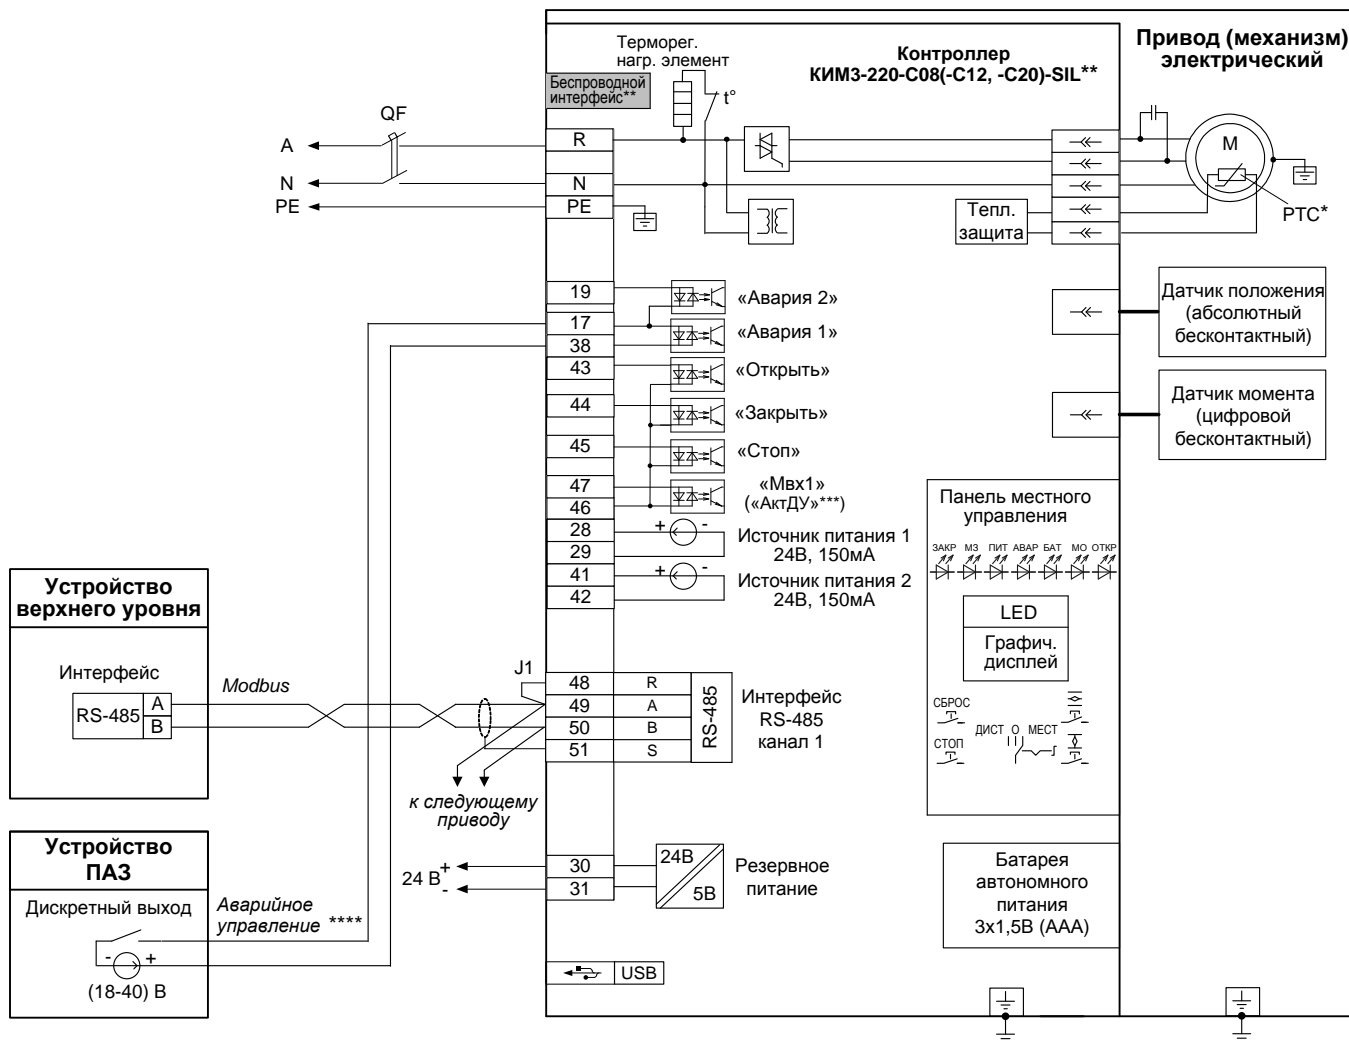 Терморег.
нагр. элемент
Контроллер
КИМ3-220-С08(-С12, -С20)-SIL**
Привод (механизм)
электрический
Беспроводной
интерфейс**
t°
QF
A
R
M
N
N
PE
PE
Тепл.
защита
PTC*
19
«Авария 2»
17
«Авария 1»
38
43
«Открыть»
44
«Закрыть»
45
«Стоп»
47
«Мвх1»
46
(«АктДУ»***)
28
+ -
Источник питания 1
29
24В, 150мА
41
+ -
Источник питания 2
42
24В, 150мА
Датчик положения
(абсолютный
бесконтактный)
Датчик момента
(цифровой
бесконтактный)
Панель местного
управления
ЗАКР МЗ ПИТ АВАР БАТ МО ОТКР
LED
Графич.
дисплей
СБРОС
ДИСТ О МЕСТ
СТОП
Устройство
верхнего уровня
Интерфейс
RS-485
A
B
Modbus
J1
48 R
49 A
50 B
51 S
RS-485
Интерфейс
RS-485
канал 1
к следующему
приводу
Устройство
ПАЗ
Дискретный выход
- +
(18-40) В
Аварийное
управление ****
24 В
+
-
30
31
24В
5В
Резервное
питание
Батарея
автономного
питания
3х1,5В (ААА)
USB